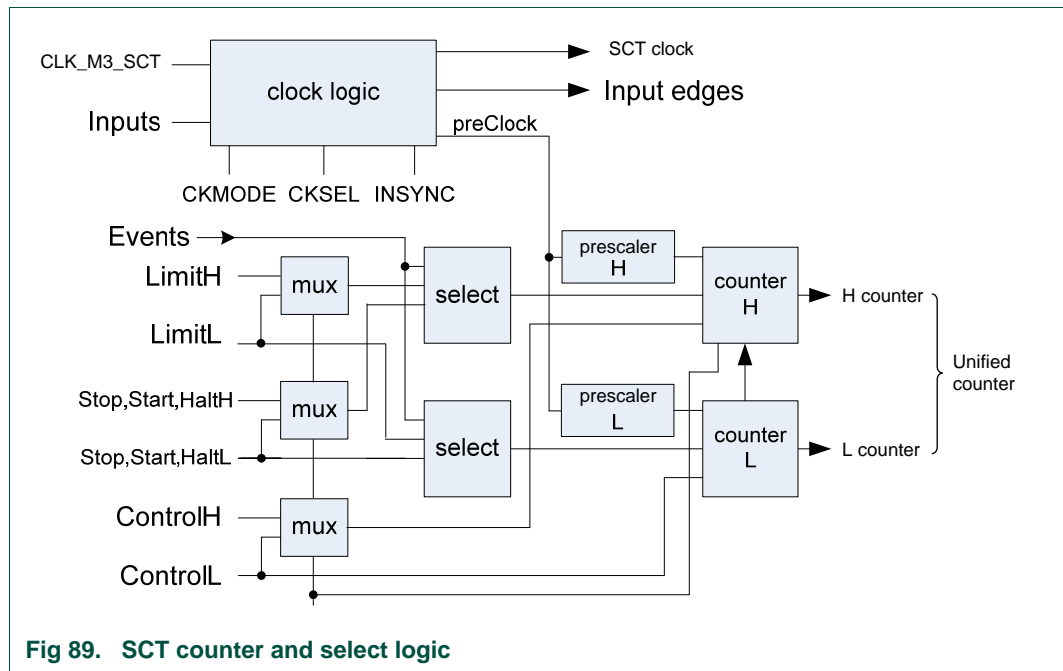 CLK_M3_SCT
Inputs
clock logic
SCT clock
Input edges
preClock
CKMODE CKSEL INSYNC
Events
LimitH
LimitL
Stop,Start,HaltH
Stop,Start,HaltL
ControlH
ControlL
mux
mux
mux
select
select
prescaler
H
prescaler
L
counter
H
counter
L
H counter
L counter
Unified
counter
Fig 89. SCT counter and select logic